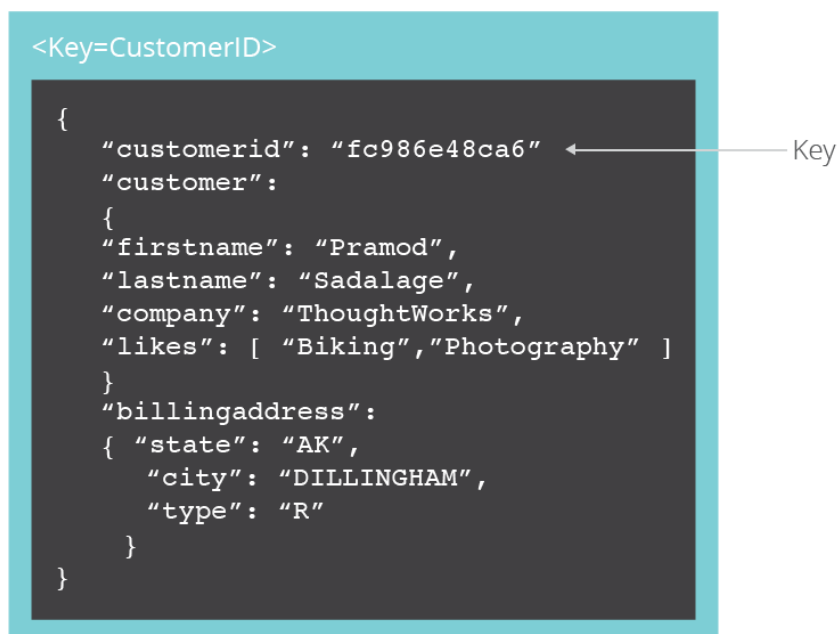 <Key=CustomerID>
{
“customerid”: “fc986e48ca6” Key
“customer”:
{
“firstname”: “Pramod”,
“lastname”: “Sadalage”,
“company”: “ThoughtWorks”,
“likes”: [ “Biking”,”Photography” ]
}
“billingaddress”:
{ “state”: “AK”,
“city”: “DILLINGHAM”,
“type”: “R”
}
}